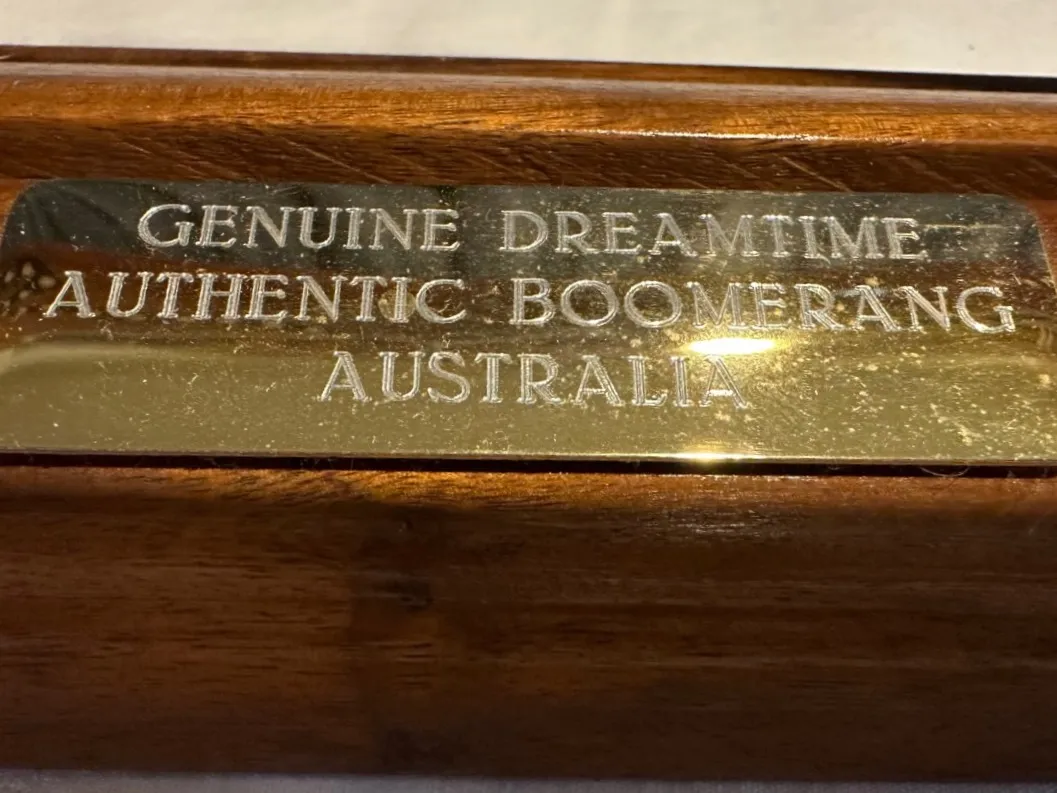 GENUINE DREAMTIME
AUTHENTIC BOOMERANG
AUSTRALIA